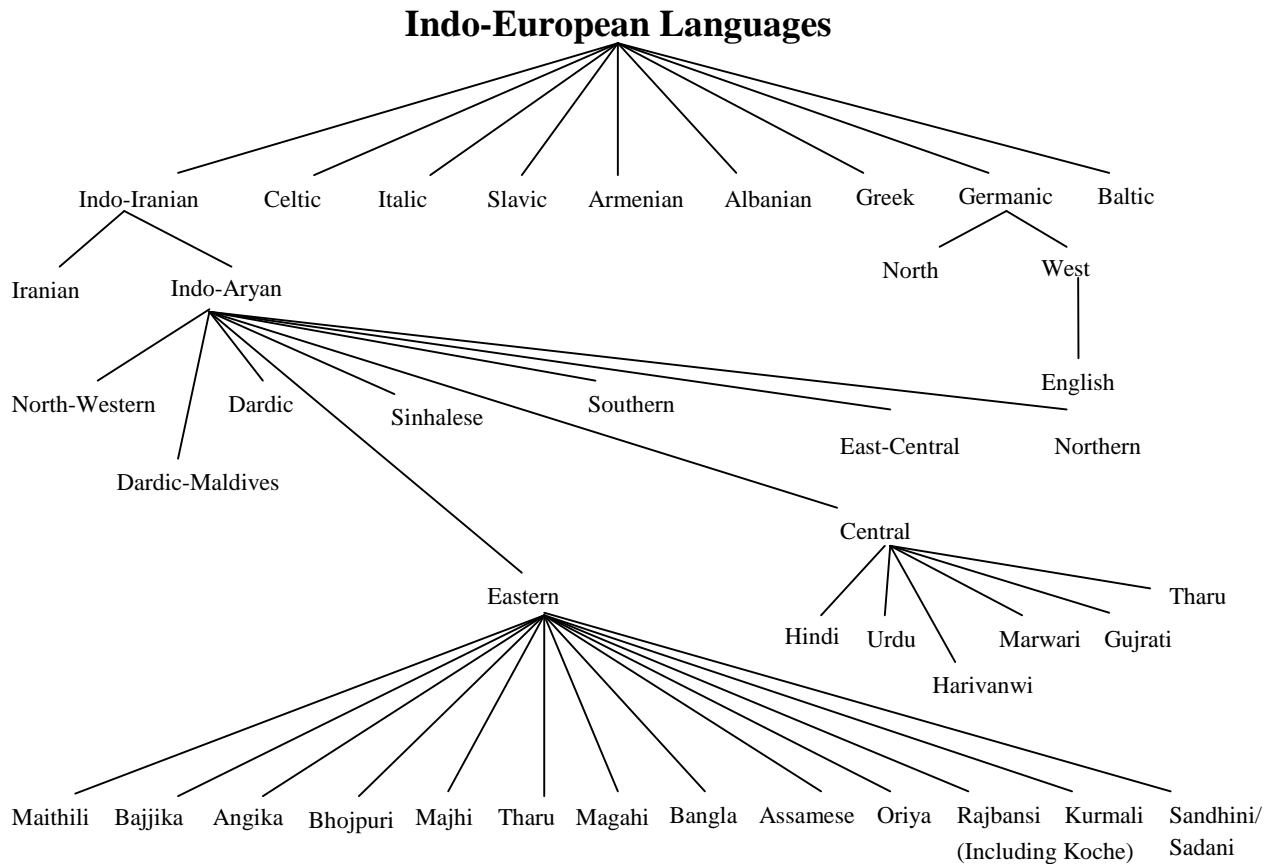 Indo-European Languages
Indo-Iranian Celtic Italic Slavic Armenian Albanian Greek Germanic Baltic
North West
Iranian Indo-Aryan
English
North-Western Dardic Sinhalese Southern
East-Central Northern
Dardic-Maldives
Central
Eastern Tharu
Hindi Urdu Marwari Gujrati
Harivanwi
Maithili Bajjika Angika Bhojpuri Majhi Tharu Magahi Bangla Assamese Oriya Rajbansi Kurmali Sandhini/
(Including Koche) Sadani